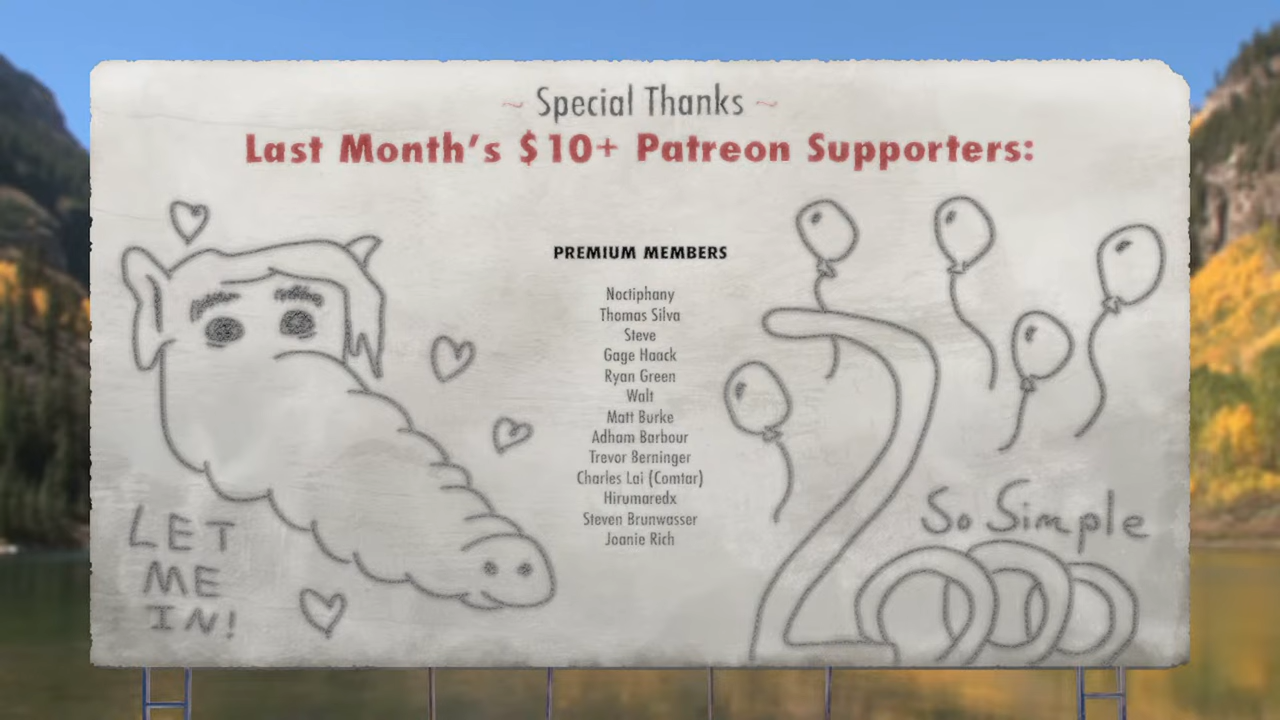 ~ Special Thanks ~
Last Month's $10+ Patreon Supporters:
PREMIUM MEMBERS
Noctiphany
Thomas Silva
Steve
Gage Haack
Ryan Green
Walt
Matt Burke
Adham Barbour
Trevor Berninger
Charles Lai (Comtar)
Hirumaredx
Steven Brunwasser
Joanie Rich
LET
ME
IN!
So Simple